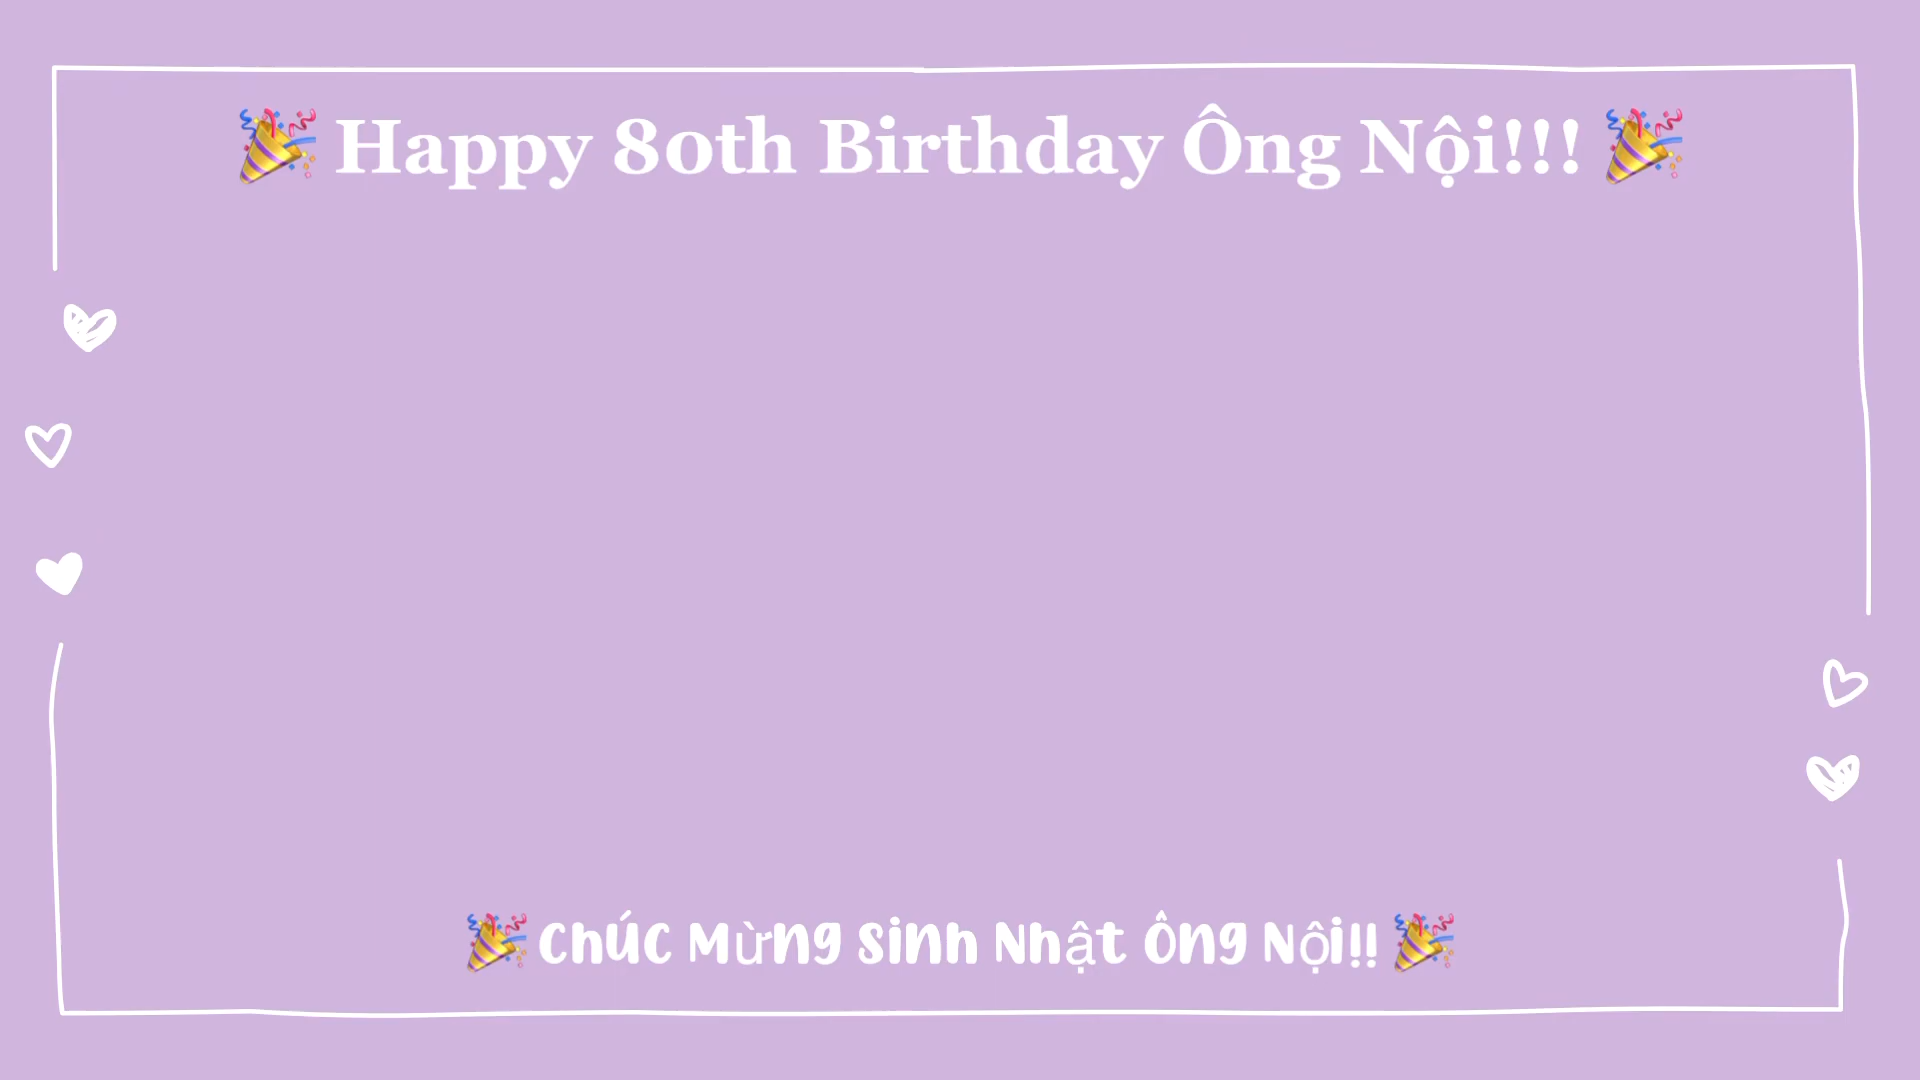 🎉 Happy 80th Birthday Ông Nội!!! 🎉
🎉 Chúc Mừng Sinh Nhật Ông Nội!! 🎉